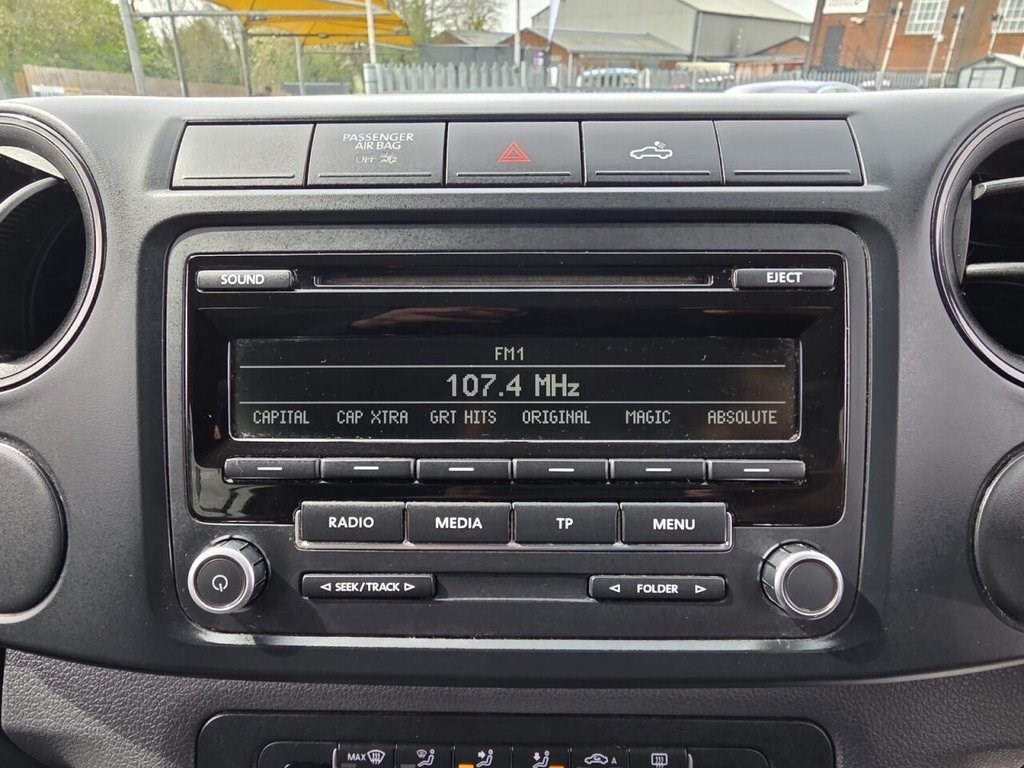 PASSENGER
AIR BAG
SOUND
EJECT
FM1
107.4 MHz
CAPITAL CAP XTRA GRT HITS ORIGINAL MAGIC ABSOLUTE
RADIO MEDIA TP MENU
SEEK/TRACK FOLDER
MAX A